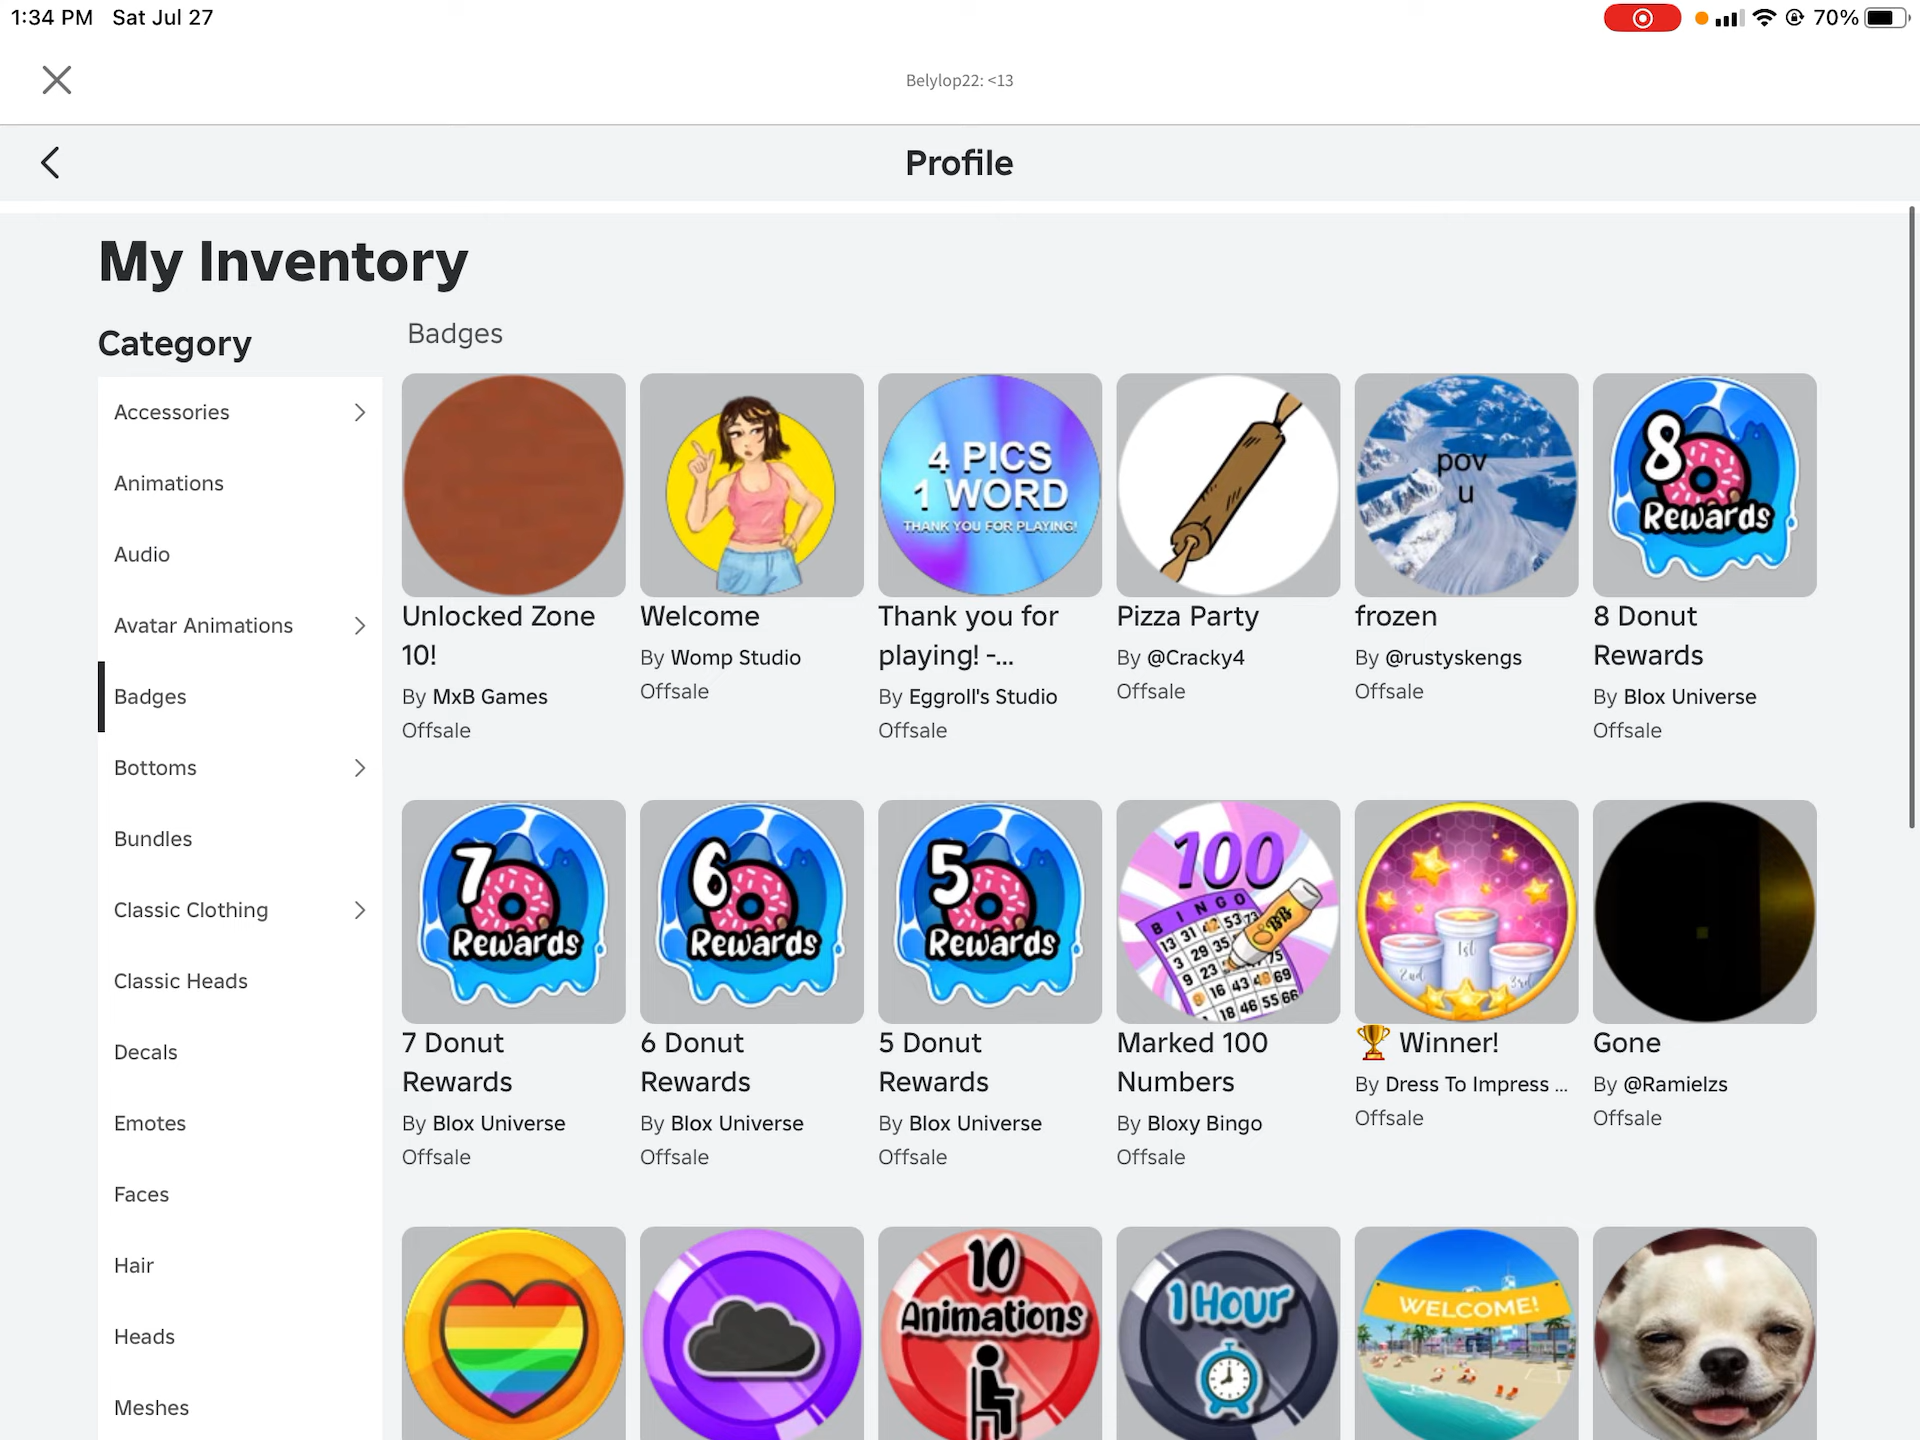 1:34 PM Sat Jul 27
70%
Belylop22: <13
Profile
My Inventory
Category
Accessories
Animations
Audio
Avatar Animations
Badges
Bottoms
Bundles
Classic Clothing
Classic Heads
Decals
Emotes
Faces
Hair
Heads
Meshes
Badges
Unlocked Zone
10!
By MxB Games
Offsale
Welcome
By Womp Studio
Offsale
4 PICS
1 WORD
THANK YOU FOR PLAYING!
Thank you for
playing! -...
By Eggroll's Studio
Offsale
Pizza Party
By @Cracky4
Offsale
pov
u
frozen
By @rustyskengs
Offsale
8
Rewards
8 Donut
Rewards
By Blox Universe
Offsale
7
Rewards
7 Donut
Rewards
By Blox Universe
Offsale
6
Rewards
6 Donut
Rewards
By Blox Universe
Offsale
5
Rewards
5 Donut
Rewards
By Blox Universe
Offsale
100
BINGO
Marked 100
Numbers
By Bloxy Bingo
Offsale
1st
2nd
3rd
🏆 Winner!
By Dress To Impress ...
Offsale
Gone
By @Ramielzs
Offsale
10
Animations
1 Hour
WELCOME!